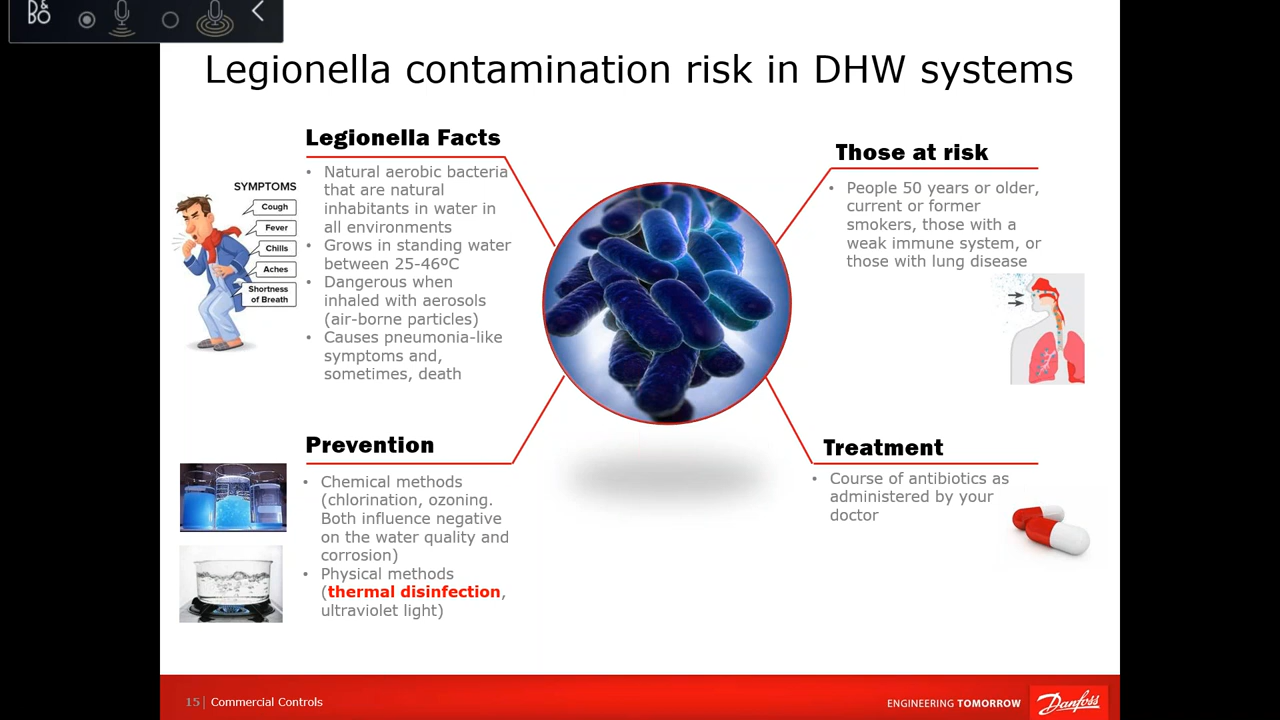 B&O
Legionella contamination risk in DHW systems
Legionella Facts
• Natural aerobic bacteria
that are natural
inhabitants in water in
all environments
• Grows in standing water
between 25-46ºC
• Dangerous when
inhaled with aerosols
(air-borne particles)
• Causes pneumonia-like
symptoms and,
sometimes, death
SYMPTOMS
Cough
Fever
Chills
Aches
Shortness
of Breath
Those at risk
• People 50 years or older,
current or former
smokers, those with a
weak immune system, or
those with lung disease
Prevention
• Chemical methods
(chlorination, ozoning.
Both influence negative
on the water quality and
corrosion)
• Physical methods
(thermal disinfection,
ultraviolet light)
Treatment
• Course of antibiotics as
administered by your
doctor
15 | Commercial Controls
ENGINEERING TOMORROW
Danfoss